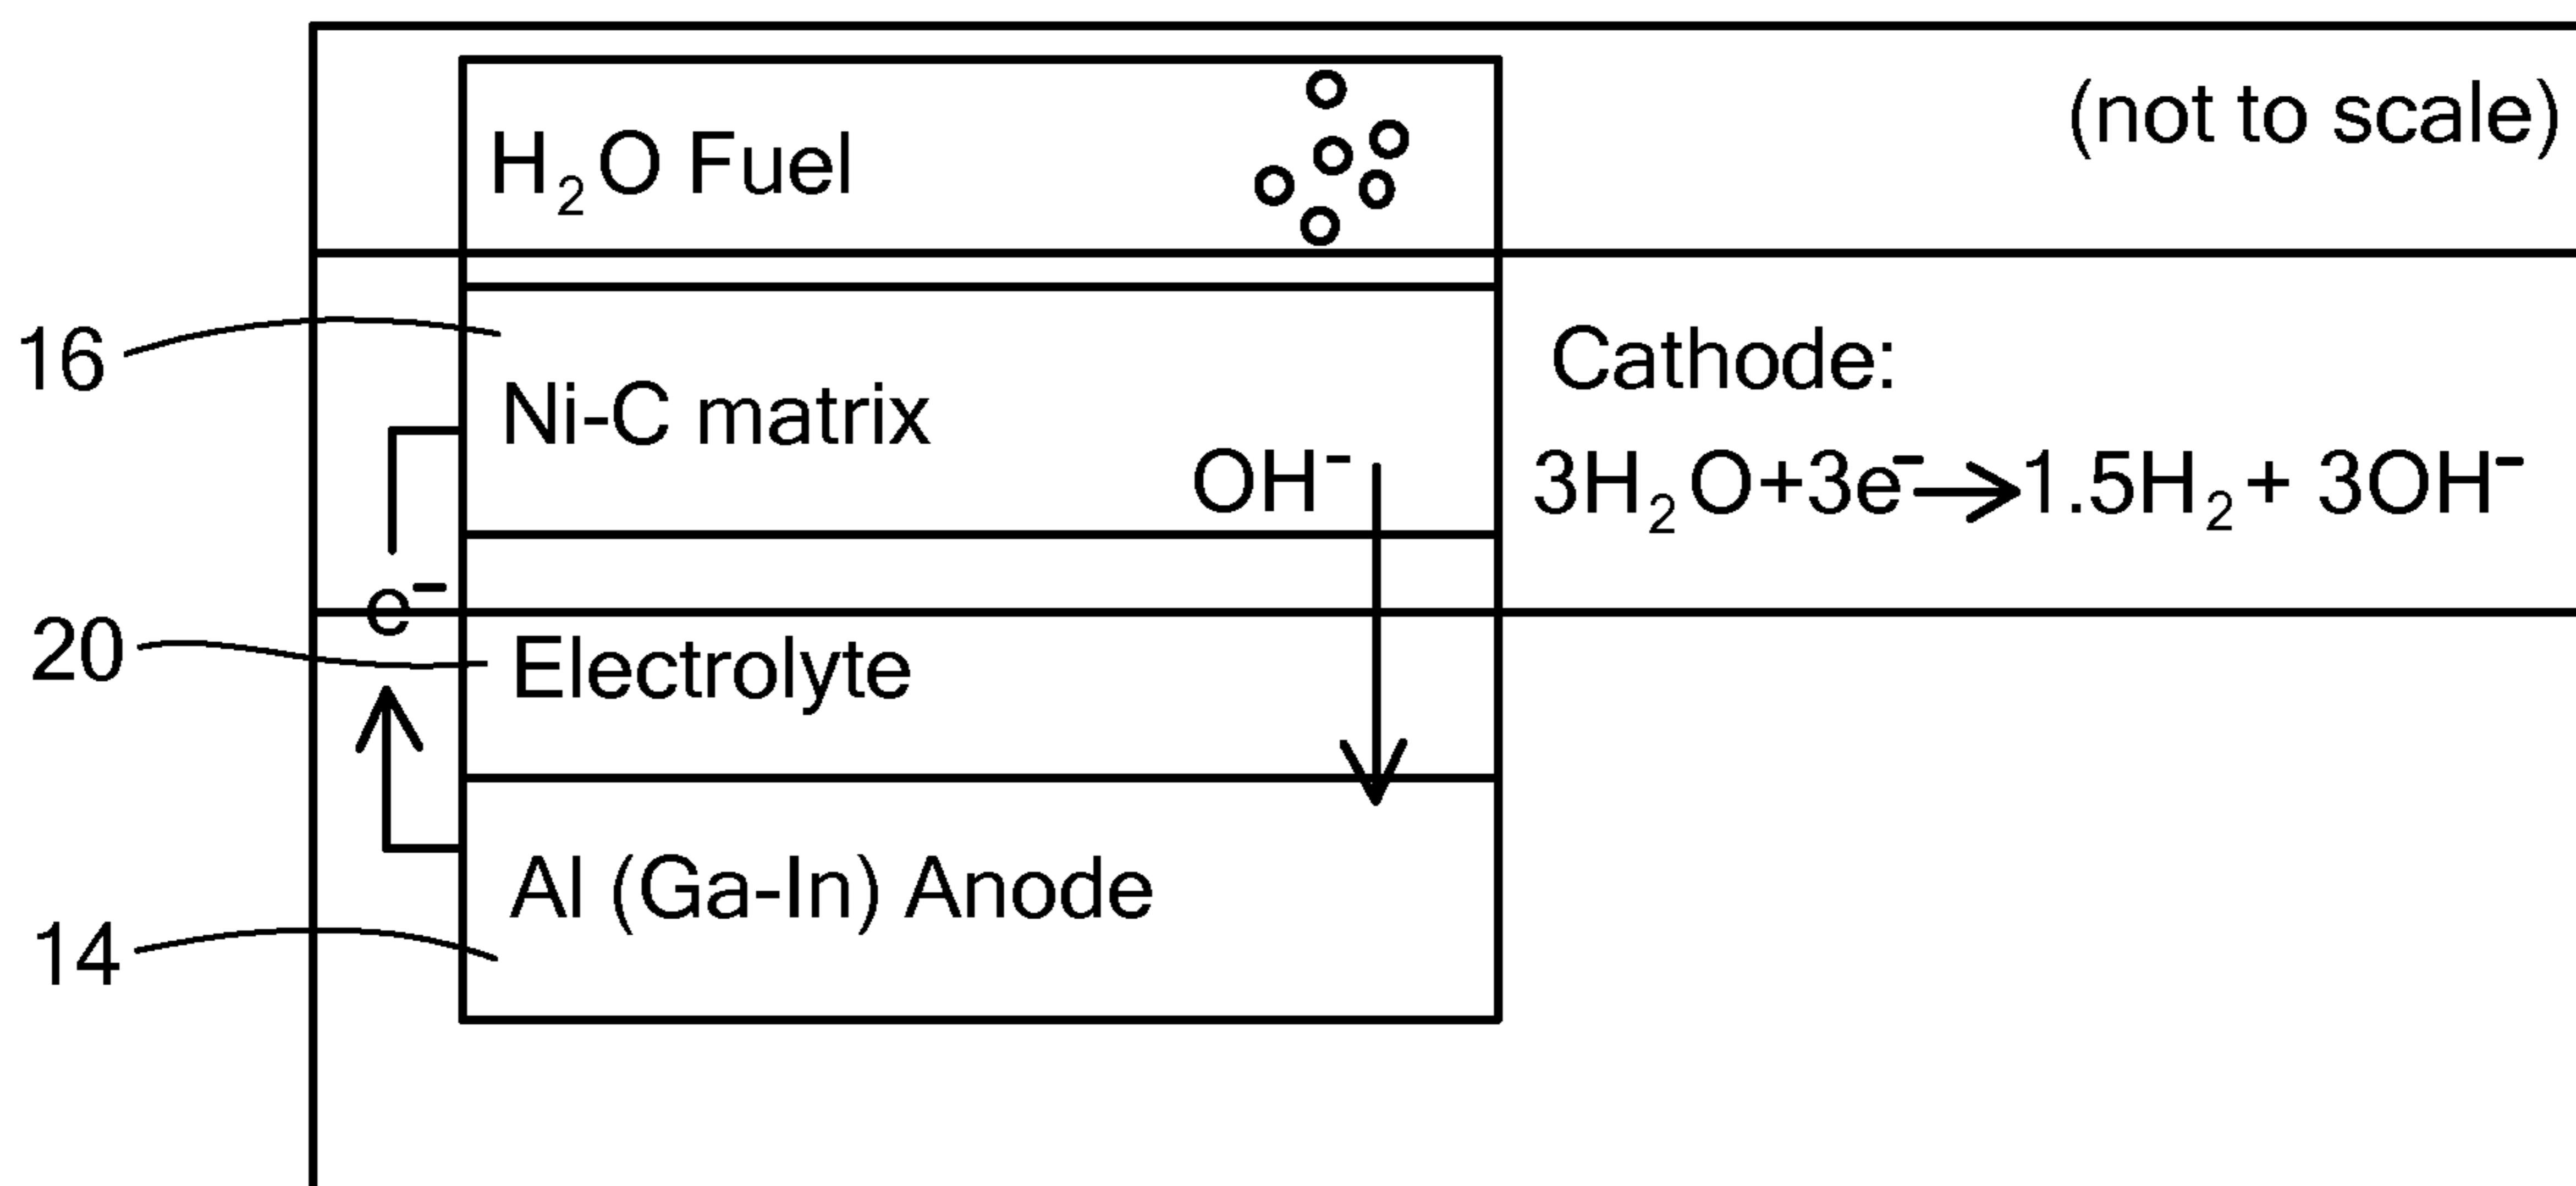 (not to scale)
H₂O Fuel
16
Cathode:
Ni-C matrix
OH⁻
3H₂O+3e⁻→1.5H₂+ 3OH⁻
e⁻
20
Electrolyte
Al (Ga-In) Anode
14